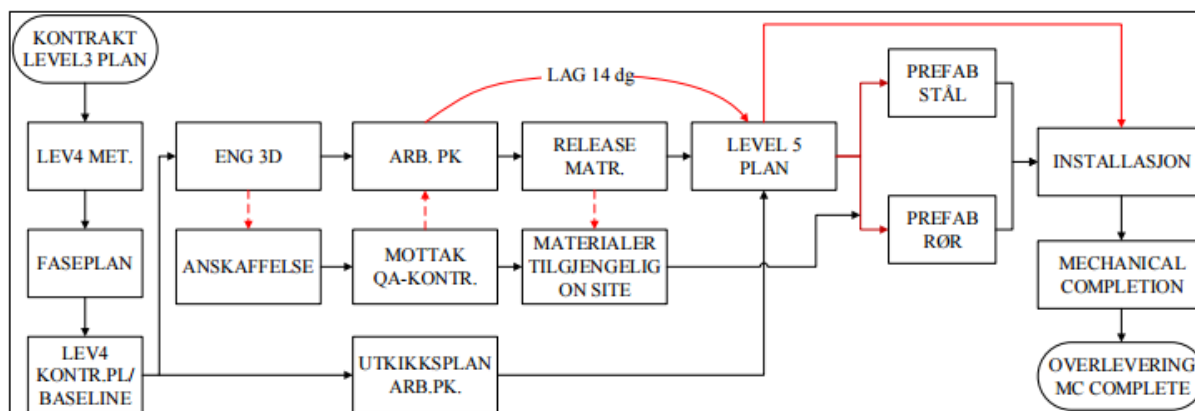 KONTRAKT
LEVEL3 PLAN
LAG 14 dg
PREFAB
STÅL
LEV4 MET.
ENG 3D
ARB. PK
RELEASE
MATR.
LEVEL 5
PLAN
INSTALLASJON
FASEPLAN
ANSKAFFELSE
MOTTAK
QA-KONTR.
MATERIALER
TILGJENGELIG
ON SITE
PREFAB
RØR
MECHANICAL
COMPLETION
LEV4
KONTR.PL/
BASELINE
UTKIKKSPLAN
ARB.PK.
OVERLEVERING
MC COMPLETE